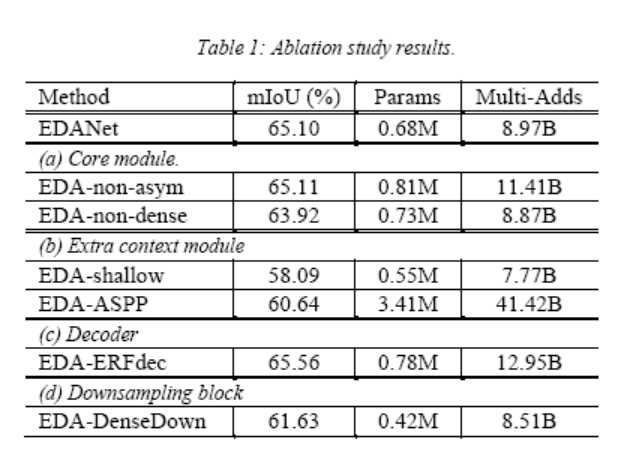 Table 1: Ablation study results.
Method mIoU (%) Params Multi-Adds
EDANet 65.10 0.68M 8.97B
(a) Core module.
EDA-non-asym 65.11 0.81M 11.41B
EDA-non-dense 63.92 0.73M 8.87B
(b) Extra context module
EDA-shallow 58.09 0.55M 7.77B
EDA-ASPP 60.64 3.41M 41.42B
(c) Decoder
EDA-ERFdec 65.56 0.78M 12.95B
(d) Downsampling block
EDA-DenseDown 61.63 0.42M 8.51B